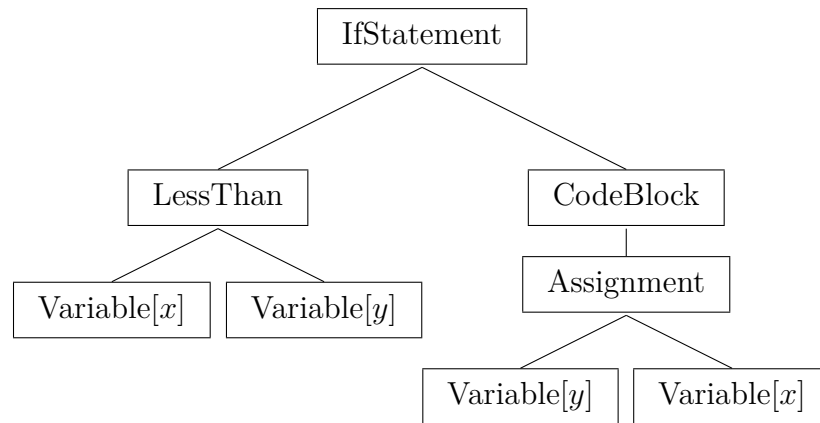 IfStatement
LessThan
CodeBlock
Variable[x]
Variable[y]
Assignment
Variable[y]
Variable[x]